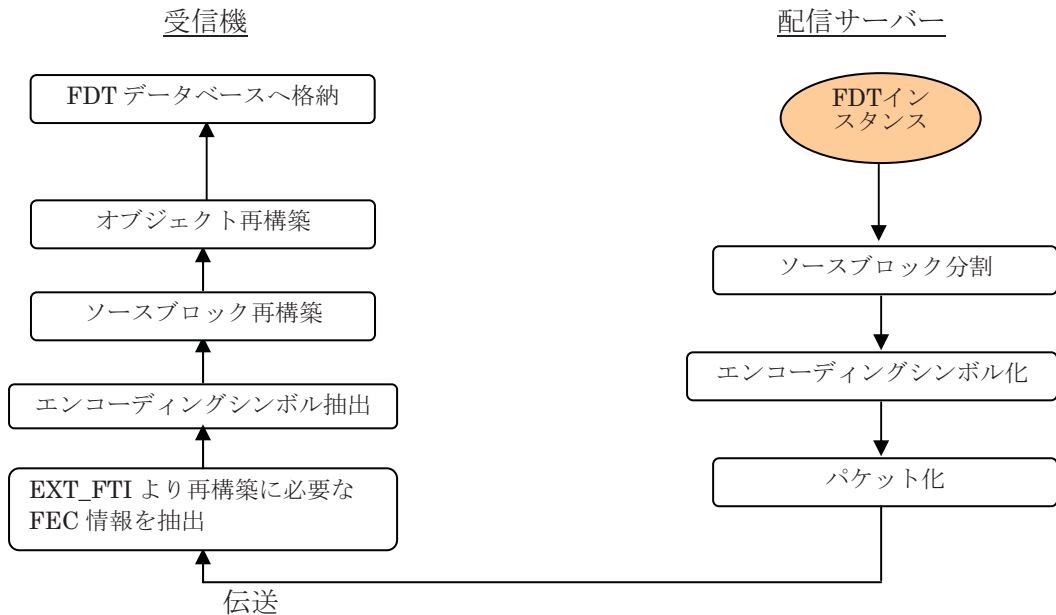 受信機
配信サーバー
FDT データベースへ格納
FDTイン
スタンス
オブジェクト再構築
ソースブロック分割
ソースブロック再構築
エンコーディングシンボル化
エンコーディングシンボル抽出
パケット化
EXT_FTI より再構築に必要な
FEC 情報を抽出
伝送